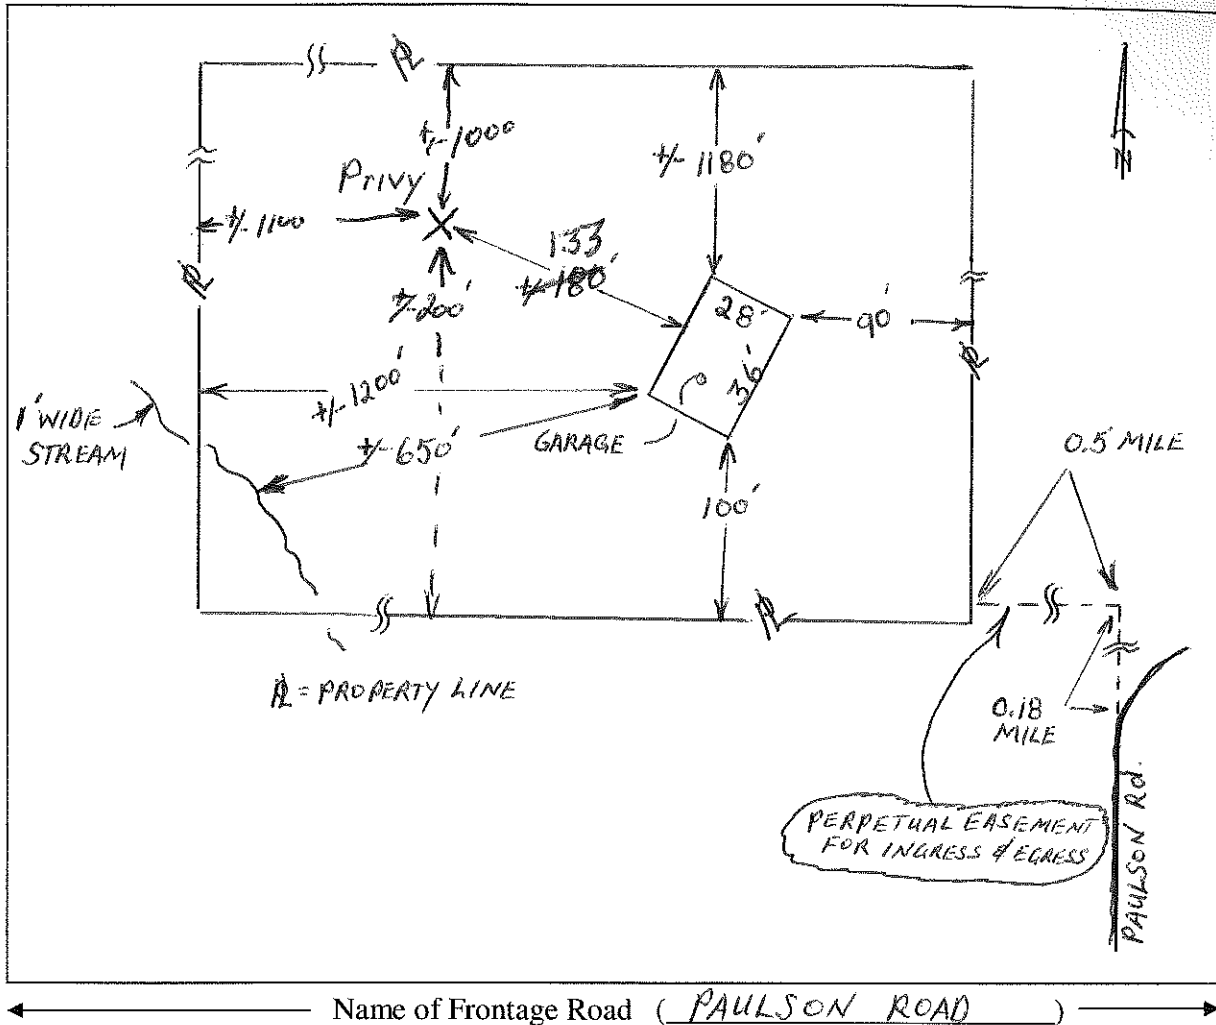 PL
+/-1000
+/- 1180'
N
Privy
+/-1100
133
+/-180'
PL
+/-200'
28'
90'
36'
PL
+/-1200'
1' WIDE
STREAM
+/-650'
GARAGE
0.5 MILE
100'
PL
PL = PROPERTY LINE
0.18
MILE
PERPETUAL EASEMENT
FOR INGRESS & EGRESS
PAULSON Rd.
Name of Frontage Road ( PAULSON ROAD )